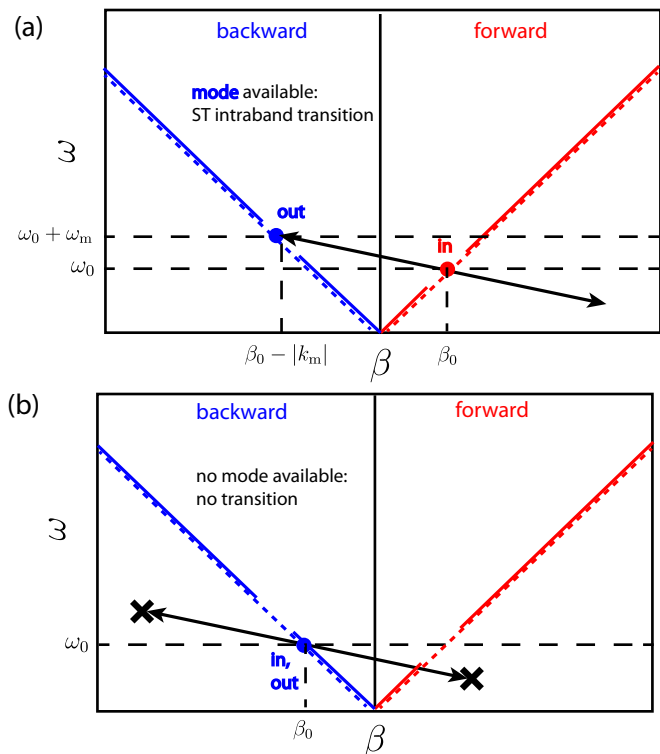 (a)
backward
forward
mode available:
ST intraband transition
ω
out
ω₀ + ωₘ
in
ω₀
β₀ − |kₘ|
β
β₀
(b)
backward
forward
no mode available:
no transition
ω
ω₀
in,
out
β₀
β